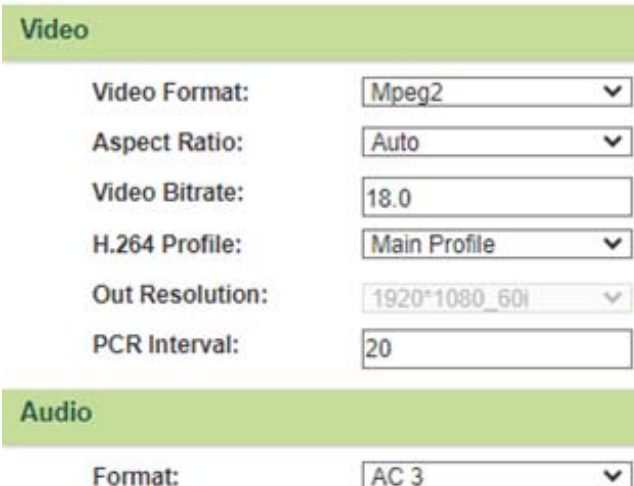 Video
Video Format: Mpeg2
Aspect Ratio: Auto
Video Bitrate: 18.0
H.264 Profile: Main Profile
Out Resolution: 1920*1080_60i
PCR Interval: 20
Audio
Format: AC 3